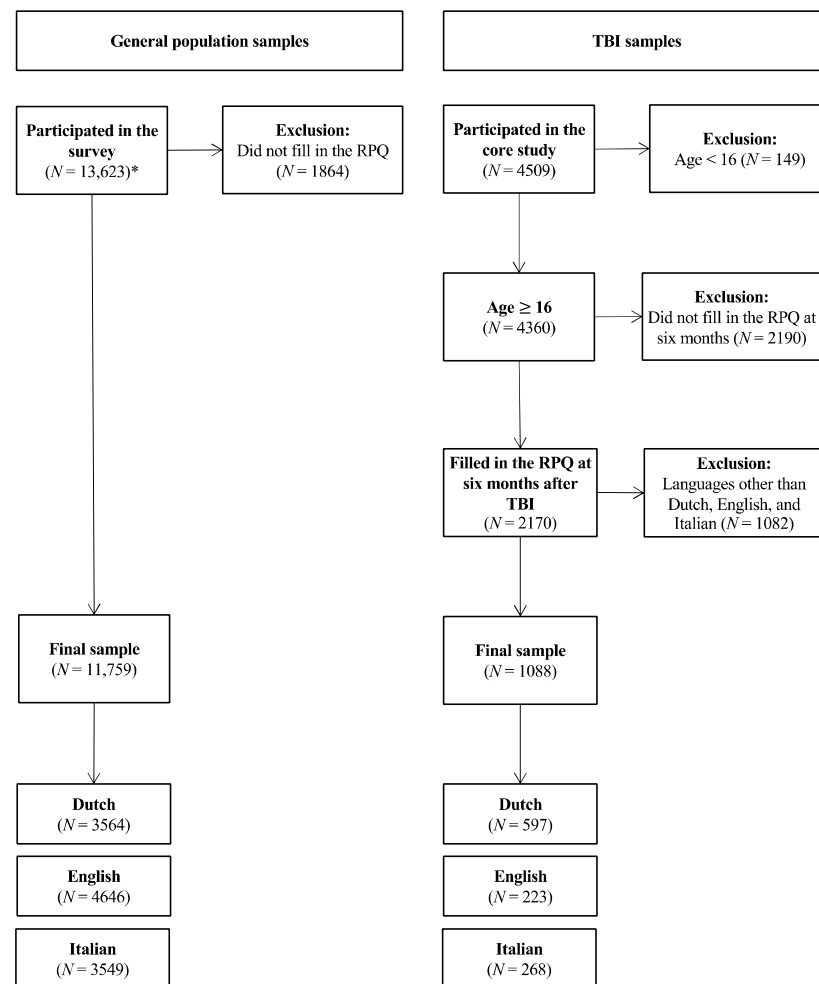 General population samples
TBI samples
Participated in the
survey
(N = 13,623)*
Exclusion:
Did not fill in the RPQ
(N = 1864)
Participated in the
core study
(N = 4509)
Exclusion:
Age < 16 (N = 149)
Age ≥ 16
(N = 4360)
Exclusion:
Did not fill in the RPQ at
six months (N = 2190)
Filled in the RPQ at
six months after
TBI
(N = 2170)
Exclusion:
Languages other than
Dutch, English, and
Italian (N = 1082)
Final sample
(N = 11,759)
Final sample
(N = 1088)
Dutch
(N = 3564)
Dutch
(N = 597)
English
(N = 4646)
English
(N = 223)
Italian
(N = 3549)
Italian
(N = 268)